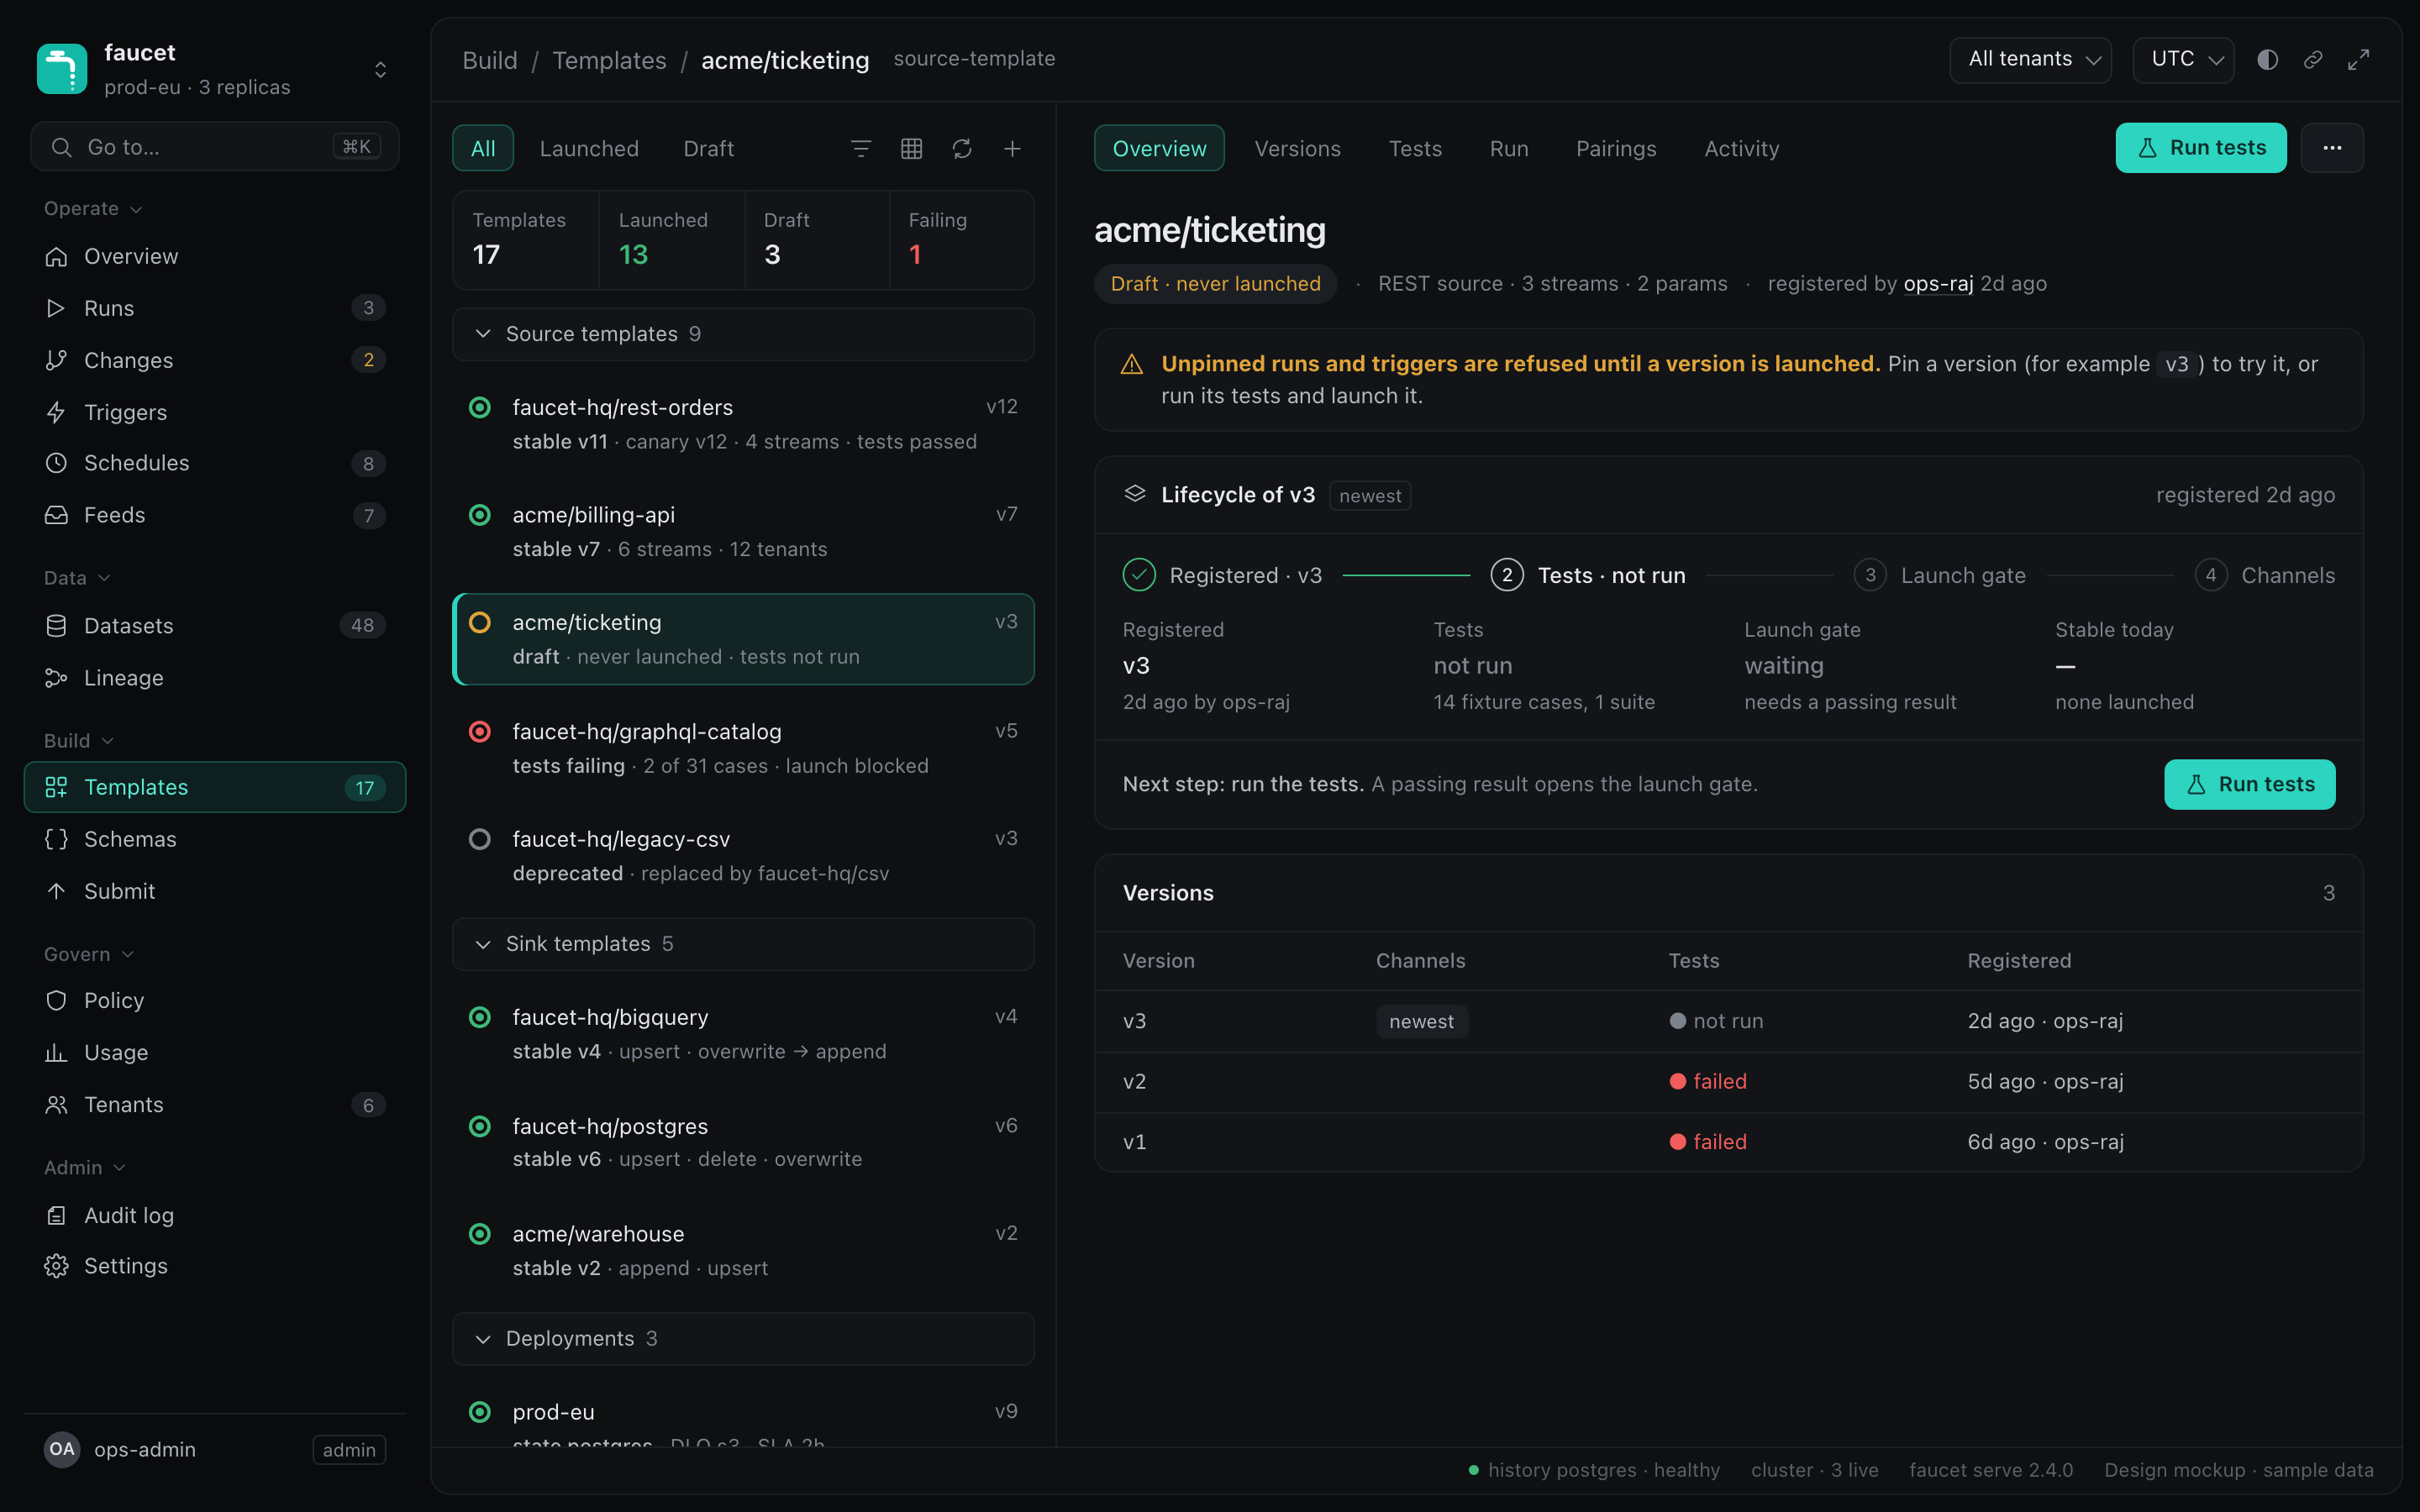 faucet
prod-eu · 3 replicas
Go to...
⌘K
Operate
Overview
Runs 3
Changes 2
Triggers
Schedules 8
Feeds 7
Data
Datasets 48
Lineage
Build
Templates 17
Schemas
Submit
Govern
Policy
Usage
Tenants 6
Admin
Audit log
Settings
OA ops-admin admin
Build / Templates / acme/ticketing source-template
All tenants
UTC
All Launched Draft
Templates Launched Draft Failing
17 13 3 1
Source templates 9
faucet-hq/rest-orders v12
stable v11 · canary v12 · 4 streams · tests passed
acme/billing-api v7
stable v7 · 6 streams · 12 tenants
acme/ticketing v3
draft · never launched · tests not run
faucet-hq/graphql-catalog v5
tests failing · 2 of 31 cases · launch blocked
faucet-hq/legacy-csv v3
deprecated · replaced by faucet-hq/csv
Sink templates 5
faucet-hq/bigquery v4
stable v4 · upsert · overwrite → append
faucet-hq/postgres v6
stable v6 · upsert · delete · overwrite
acme/warehouse v2
stable v2 · append · upsert
Deployments 3
prod-eu v9
state postgres · DLQ s3 · SLA 2h
Overview Versions Tests Run Pairings Activity
Run tests
acme/ticketing
Draft · never launched · REST source · 3 streams · 2 params · registered by ops-raj 2d ago
Unpinned runs and triggers are refused until a version is launched. Pin a version (for example v3) to try it, or
run its tests and launch it.
Lifecycle of v3 newest registered 2d ago
Registered · v3 2 Tests · not run 3 Launch gate 4 Channels
Registered Tests Launch gate Stable today
v3 not run waiting —
2d ago by ops-raj 14 fixture cases, 1 suite needs a passing result none launched
Next step: run the tests. A passing result opens the launch gate.
Run tests
Versions 3
Version Channels Tests Registered
v3 newest not run 2d ago · ops-raj
v2 failed 5d ago · ops-raj
v1 failed 6d ago · ops-raj
history postgres · healthy cluster · 3 live faucet serve 2.4.0 Design mockup · sample data